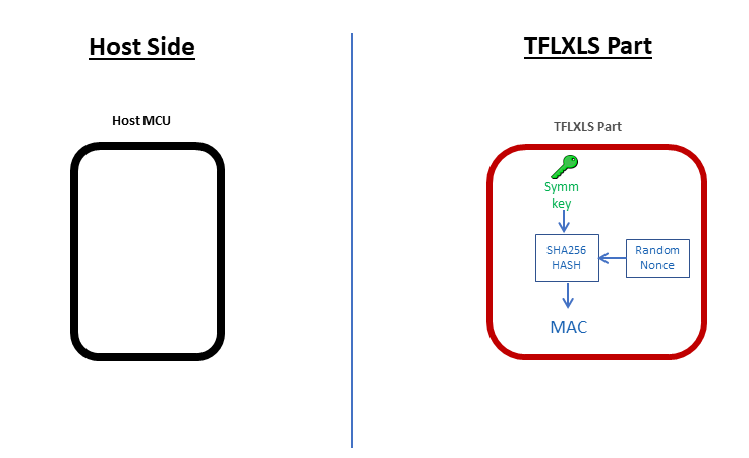 Host Side
TFLXLS Part
Host MCU
TFLXLS Part
Symm
key
SHA256
HASH
Random
Nonce
MAC